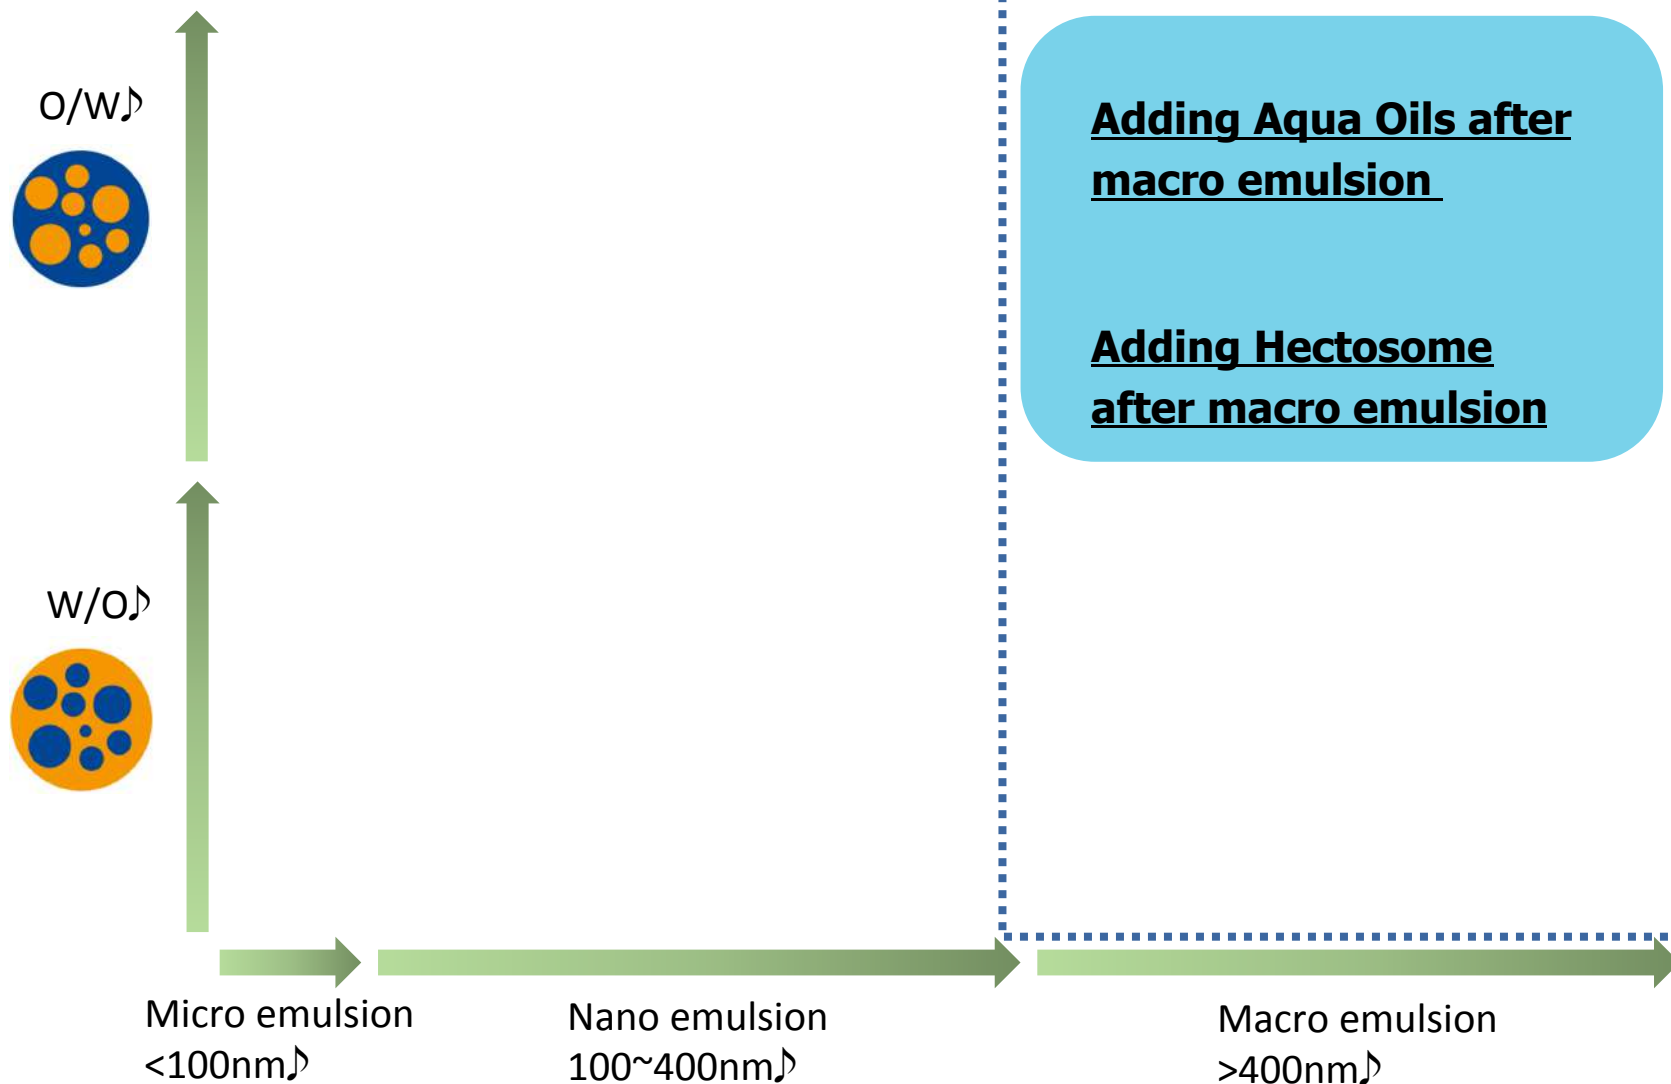 O/W♪
Adding Aqua Oils after
macro emulsion
Adding Hectosome
after macro emulsion
W/O♪
Micro emulsion
<100nm♪
Nano emulsion
100~400nm♪
Macro emulsion
>400nm♪